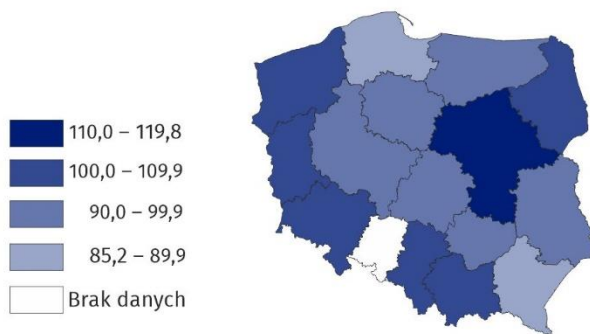 110,0 – 119,8
100,0 – 109,9
90,0 – 99,9
85,2 – 89,9
Brak danych